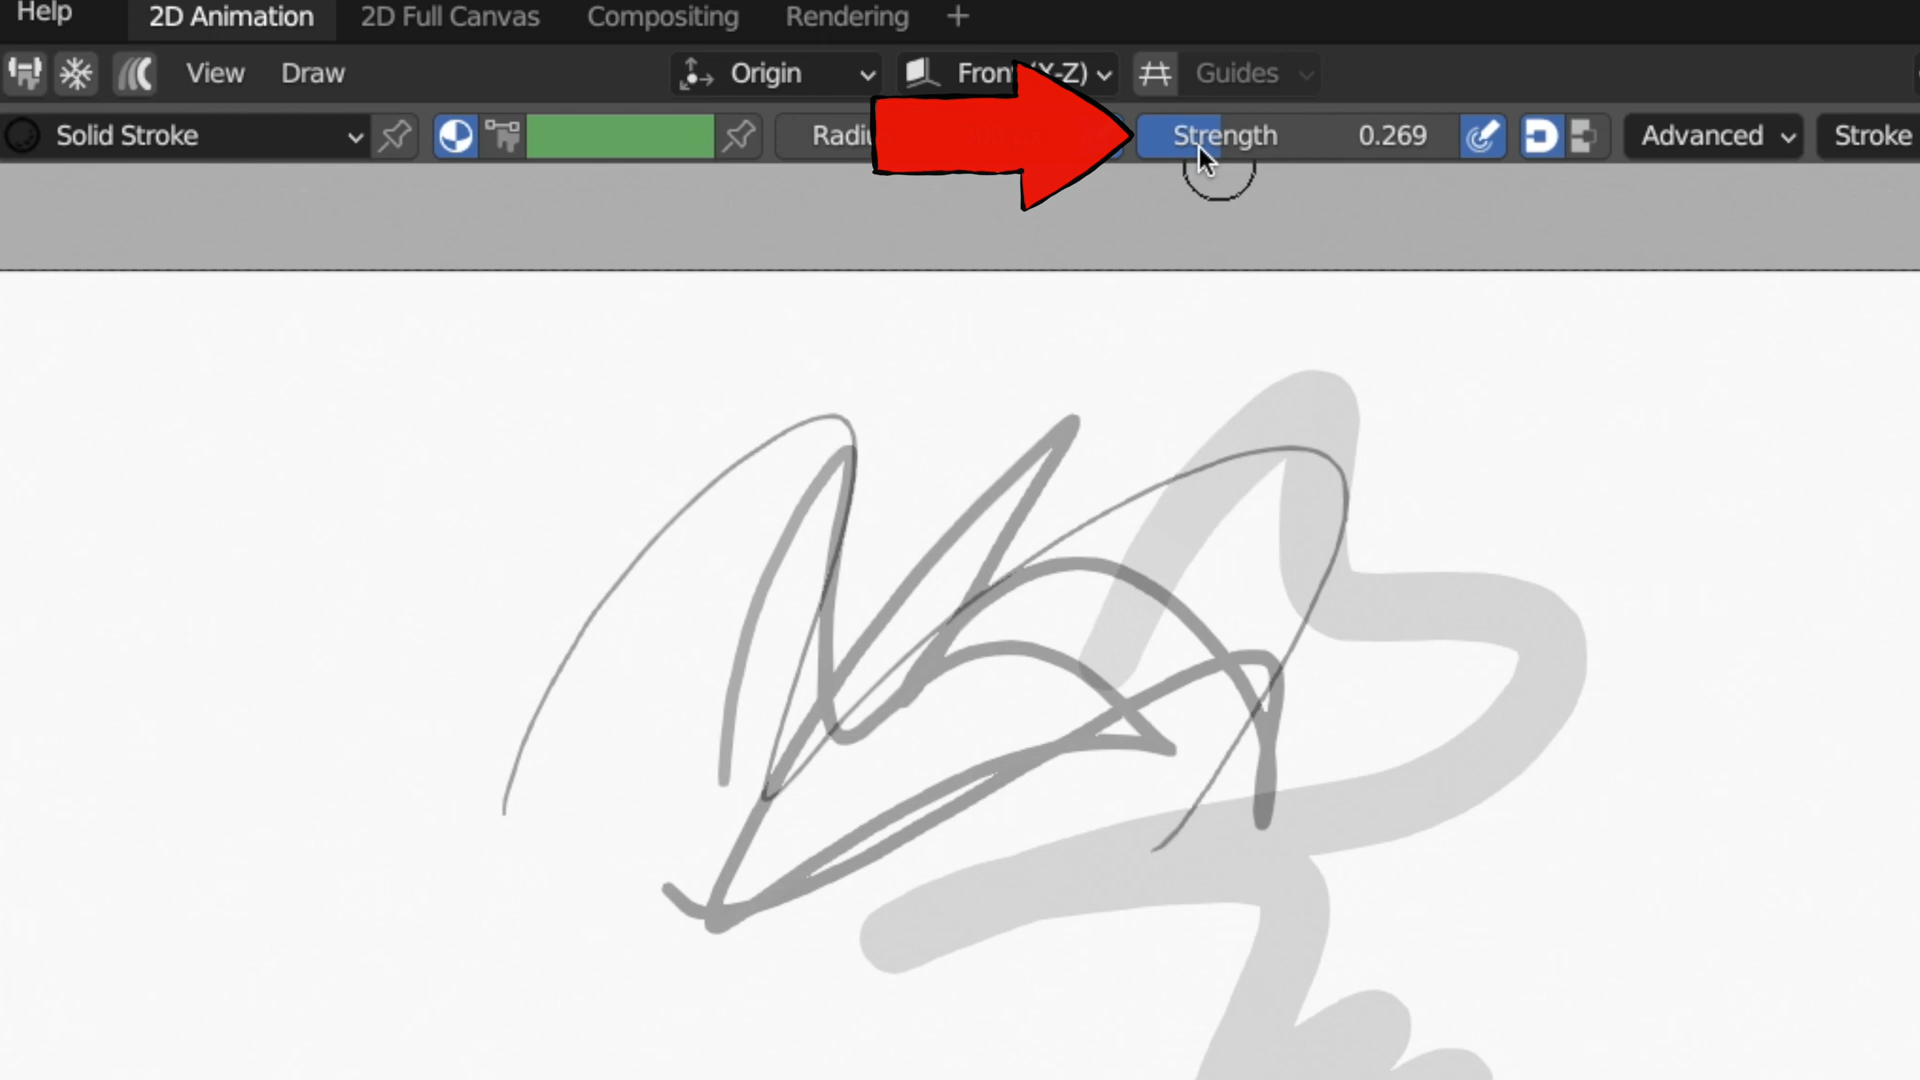 Help 2D Animation 2D Full Canvas Compositing Rendering +
View Draw Origin Front (X-Z) Guides
Solid Stroke Strength 0.269 Advanced Stroke